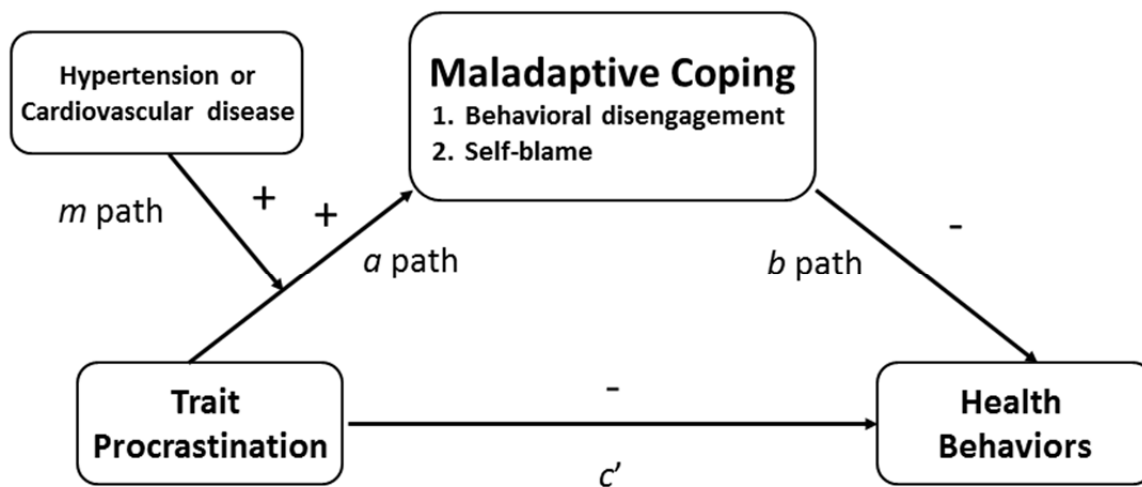 Hypertension or
Cardiovascular disease
Maladaptive Coping
1. Behavioral disengagement
2. Self-blame
m path
+
+
a path
b path
-
Trait
Procrastination
-
c'
Health
Behaviors